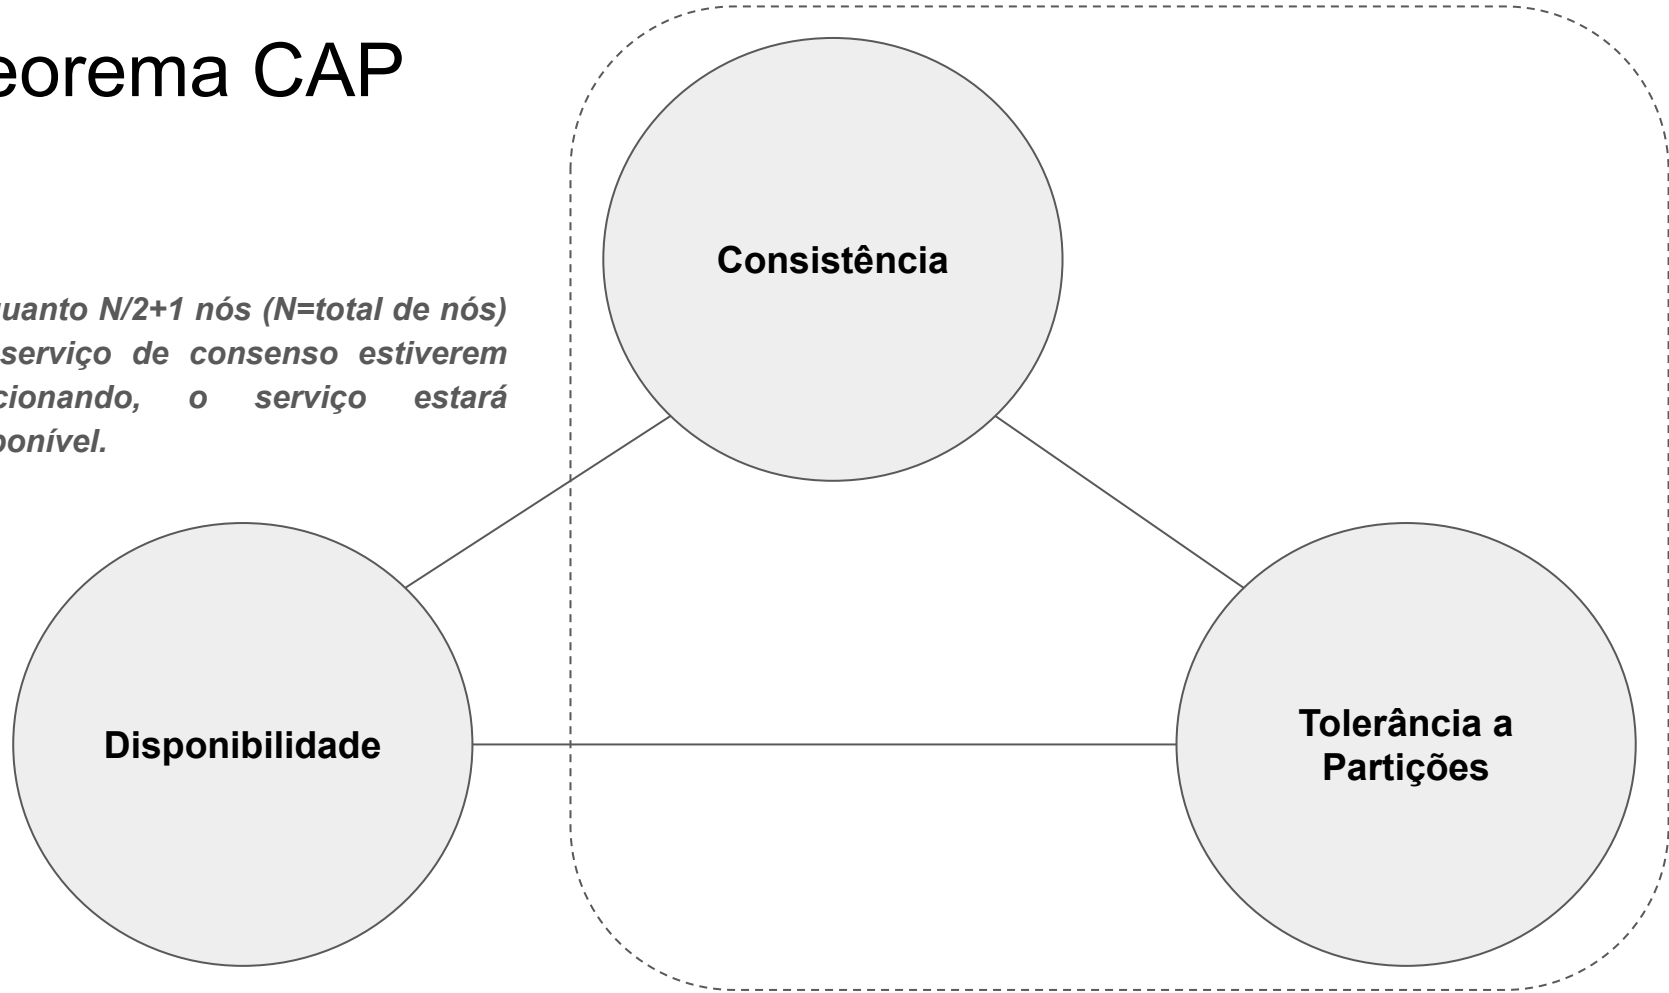 eorema CAP
uanto N/2+1 nós (N=total de nós)
serviço de consenso estiverem
cionando, o serviço estará
ponível.
Consistência
Disponibilidade
Tolerância a
Partições